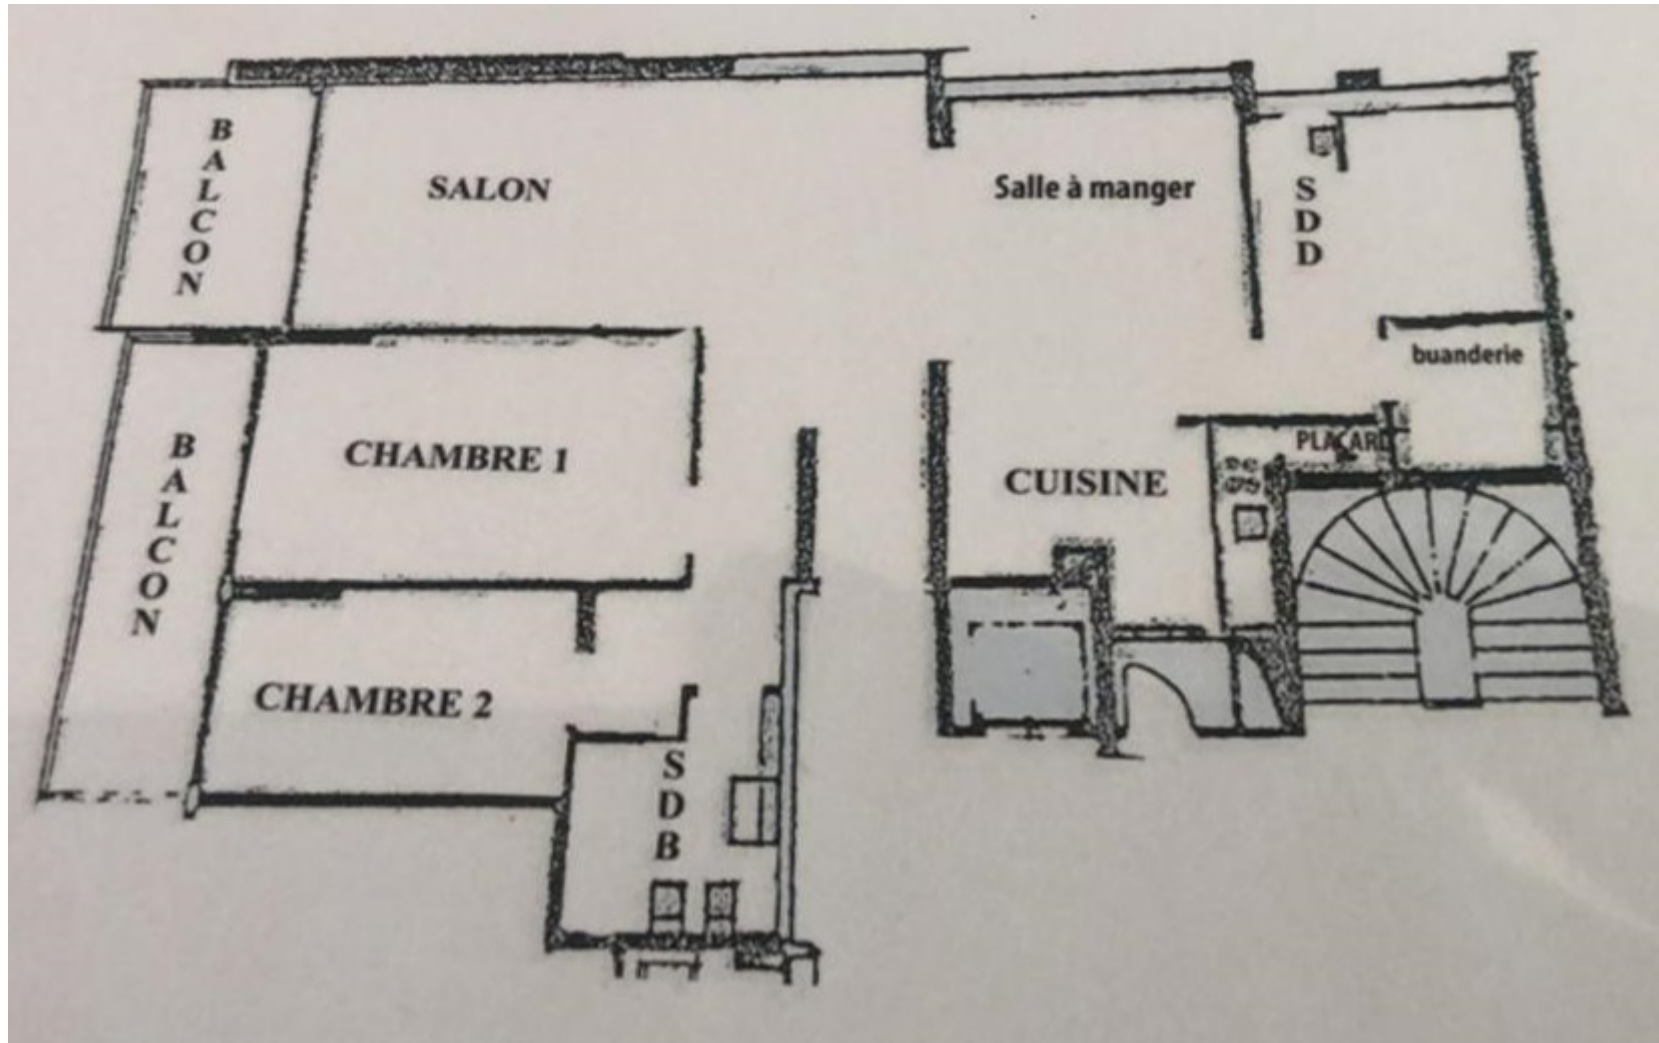 BALCON
SALON
Salle à manger
SDD
buanderie
BALCON
CHAMBRE 1
PLACARD
CUISINE
CHAMBRE 2
SDB